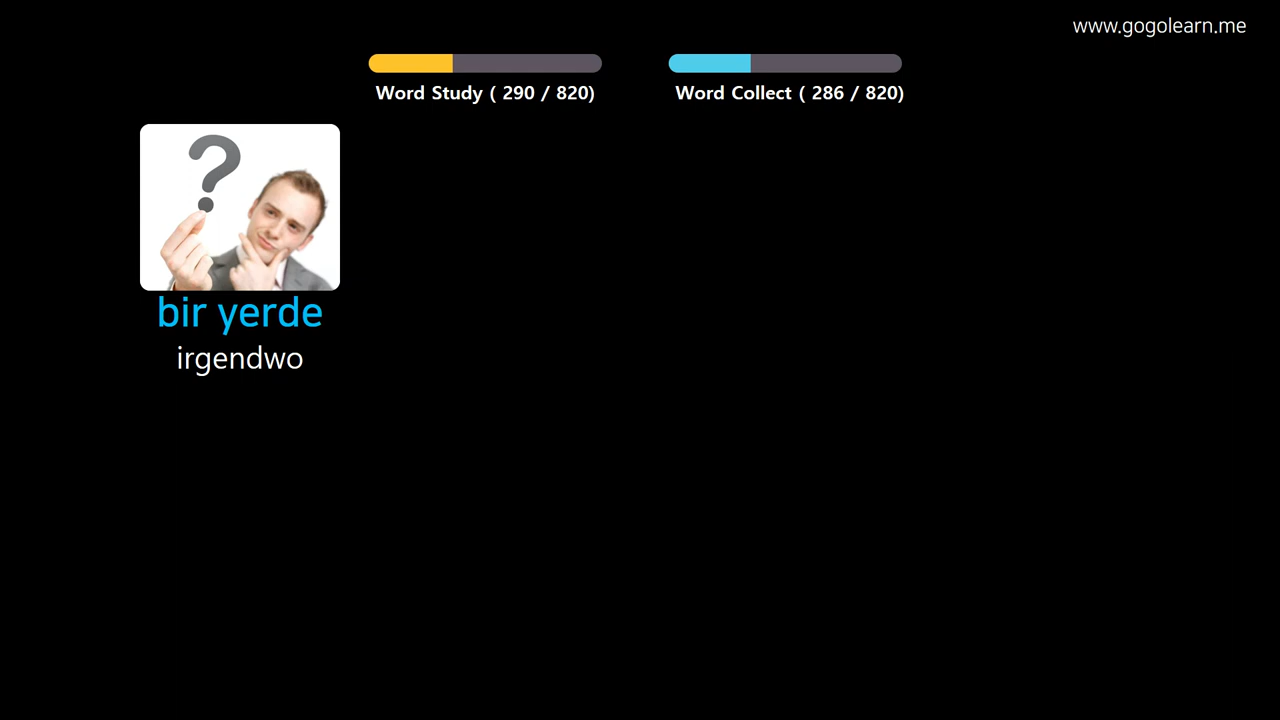 www.gogolearn.me
Word Study ( 290 / 820)
Word Collect ( 286 / 820)
?
bir yerde
irgendwo